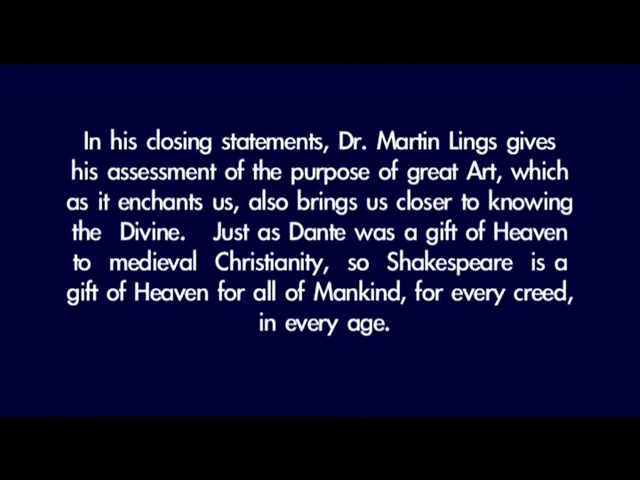 In his closing statements, Dr. Martin Lings gives
his assessment of the purpose of great Art, which
as it enchants us, also brings us closer to knowing
the Divine. Just as Dante was a gift of Heaven
to medieval Christianity, so Shakespeare is a
gift of Heaven for all of Mankind, for every creed,
in every age.